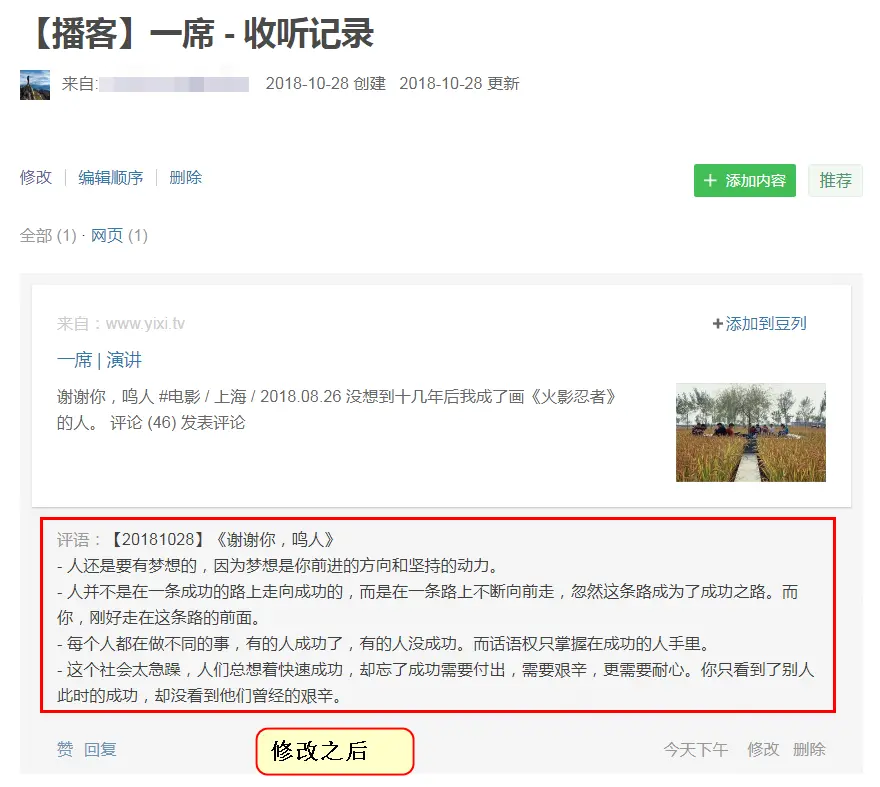 【播客】一席 - 收听记录
来自: 2018-10-28 创建 2018-10-28 更新
修改 编辑顺序 删除
+ 添加内容 推荐
全部 (1) · 网页 (1)
来自：www.yixi.tv
+添加到豆列
一席 | 演讲
谢谢你，鸣人 #电影 / 上海 / 2018.08.26 没想到十几年后我成了画《火影忍者》
的人。 评论 (46) 发表评论
评语：【20181028】《谢谢你，鸣人》
- 人还是要有梦想的，因为梦想是你前进的方向和坚持的动力。
- 人并不是在一条成功的路上走向成功的，而是在一条路上不断向前走，忽然这条路成为了成功之路。而
你，刚好走在这条路的前面。
- 每个人都在做不同的事，有的人成功了，有的人没成功。而话语权只掌握在成功的人手里。
- 这个社会太急躁，人们总想着快速成功，却忘了成功需要付出，需要艰辛，更需要耐心。你只看到了别人
此时的成功，却没看到他们曾经的艰辛。
赞 回复
修改之后
今天下午 修改 删除